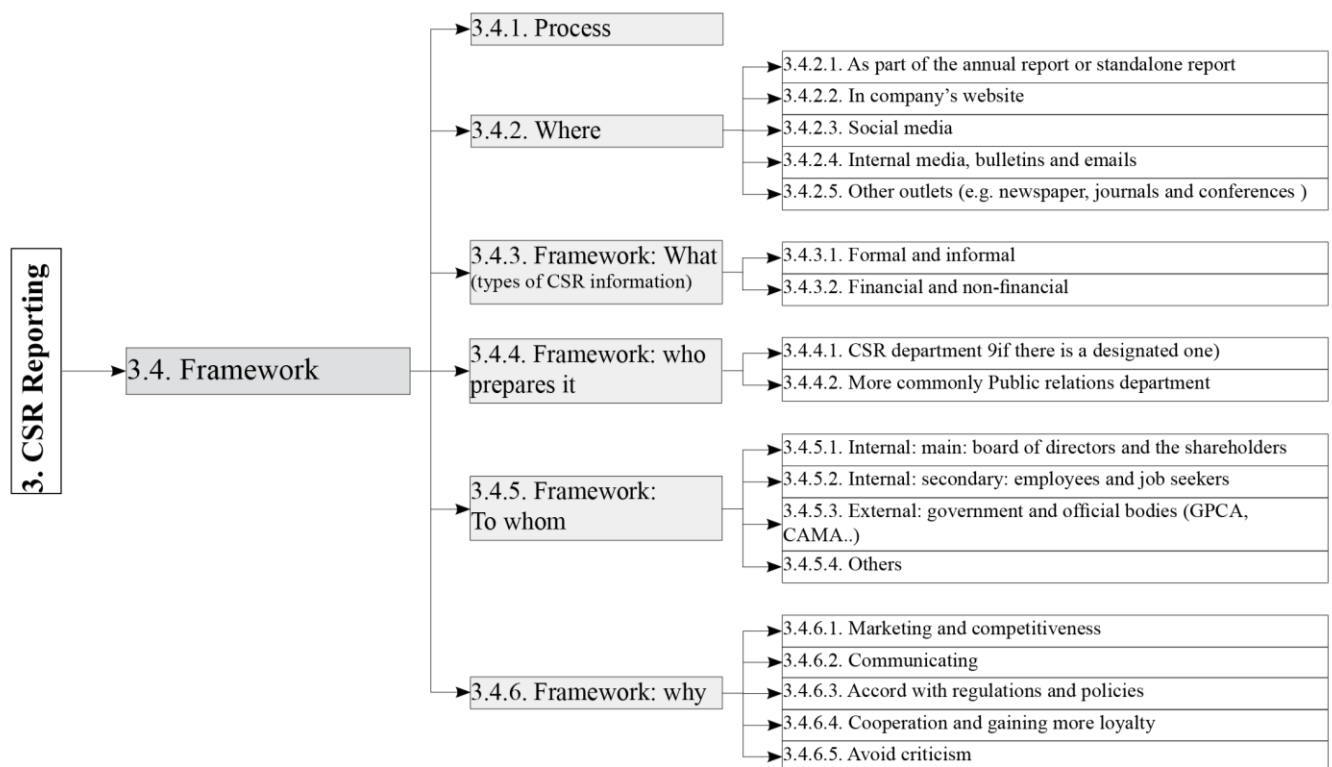 3. CSR Reporting
3.4. Framework
3.4.1. Process
3.4.2. Where
3.4.2.1. As part of the annual report or standalone report
3.4.2.2. In company’s website
3.4.2.3. Social media
3.4.2.4. Internal media, bulletins and emails
3.4.2.5. Other outlets (e.g. newspaper, journals and conferences )
3.4.3. Framework: What
(types of CSR information)
3.4.3.1. Formal and informal
3.4.3.2. Financial and non-financial
3.4.4. Framework: who
prepares it
3.4.4.1. CSR department 9if there is a designated one)
3.4.4.2. More commonly Public relations department
3.4.5. Framework:
To whom
3.4.5.1. Internal: main: board of directors and the shareholders
3.4.5.2. Internal: secondary: employees and job seekers
3.4.5.3. External: government and official bodies (GPCA,
CAMA..)
3.4.5.4. Others
3.4.6. Framework: why
3.4.6.1. Marketing and competitiveness
3.4.6.2. Communicating
3.4.6.3. Accord with regulations and policies
3.4.6.4. Cooperation and gaining more loyalty
3.4.6.5. Avoid criticism